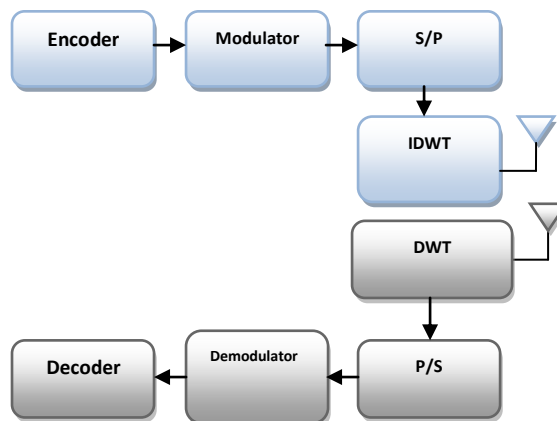 Encoder
Modulator
S/P
IDWT
DWT
P/S
Demodulator
Decoder